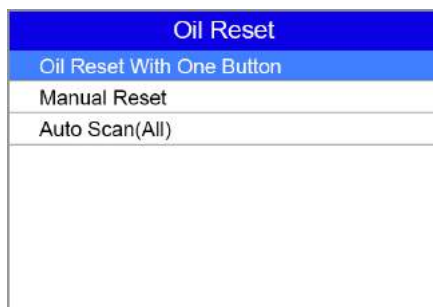 Oil Reset
Oil Reset With One Button
Manual Reset
Auto Scan(All)